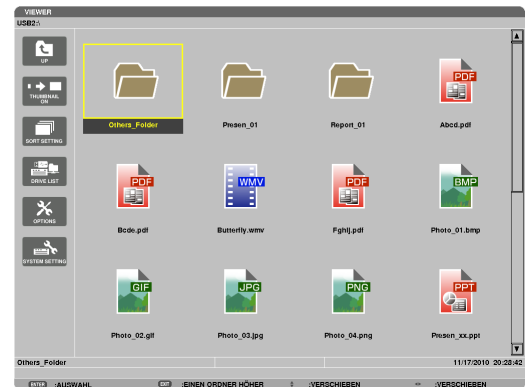 VIEWER
USB2:\
UP
THUMBNAIL
ON
SORT SETTING
DRIVE LIST
OPTIONS
SYSTEM SETTING
Others_Folder
Presen_01
Report_01
PDF
Abcd.pdf
PDF
Bcde.pdf
WMV
Butterfly.wmv
PDF
Fghij.pdf
BMP
Photo_01.bmp
GIF
Photo_02.gif
JPG
Photo_03.jpg
PNG
Photo_04.png
PPT
Presen_xx.ppt
Others_Folder
11/17/2010 20:28:42
ENTER :AUSWAHL EXIT :EINEN ORDNER HÖHER :VERSCHIEBEN :VERSCHIEBEN